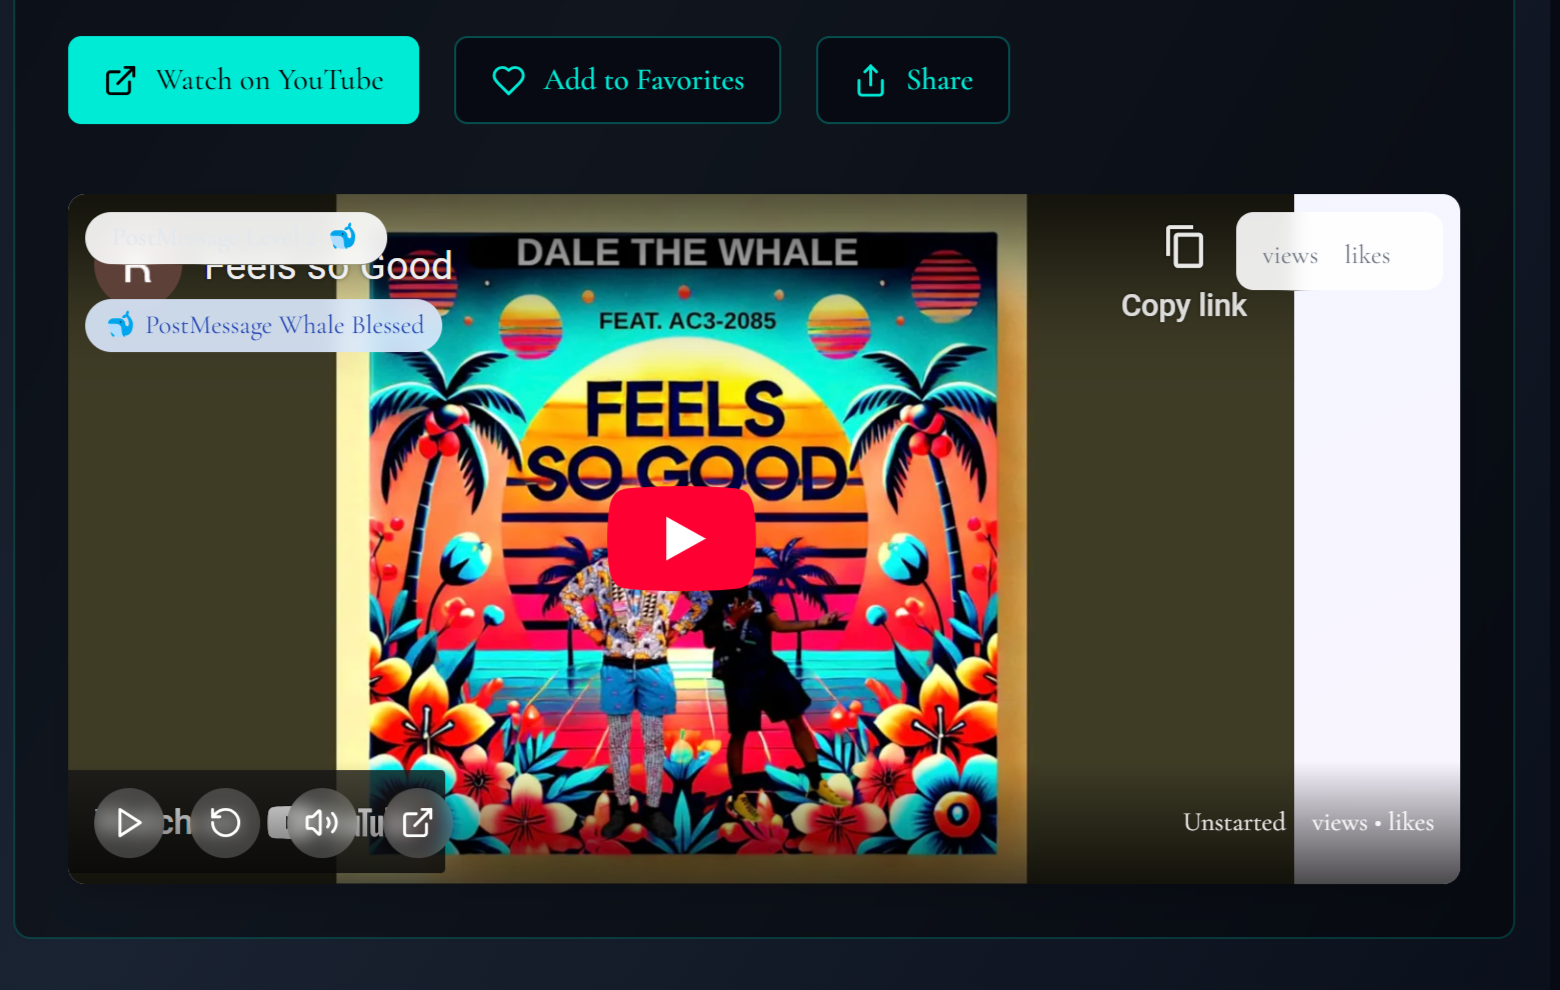 Watch on YouTube
Add to Favorites
Share
PostMessage Level
Feels so Good
PostMessage Whale Blessed
DALE THE WHALE
FEAT. AC3-2085
FEELS
SO GOOD
Copy link
views likes
Unstarted views • likes